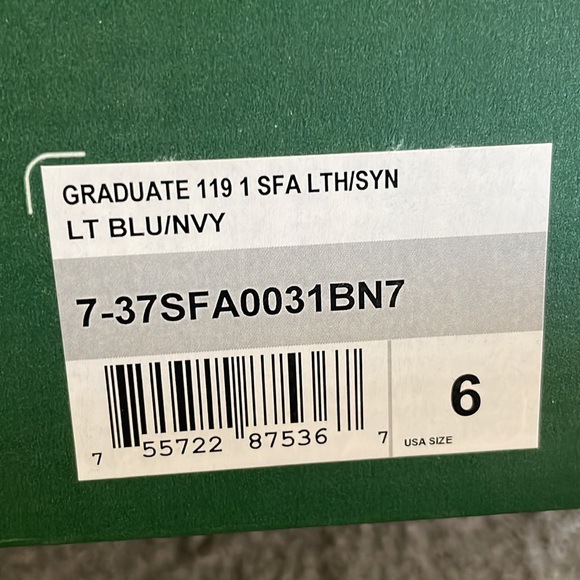 GRADUATE 119 1 SFA LTH/SYN
LT BLU/NVY
7-37SFA0031BN7
6
USA SIZE
7 55722 87536 7